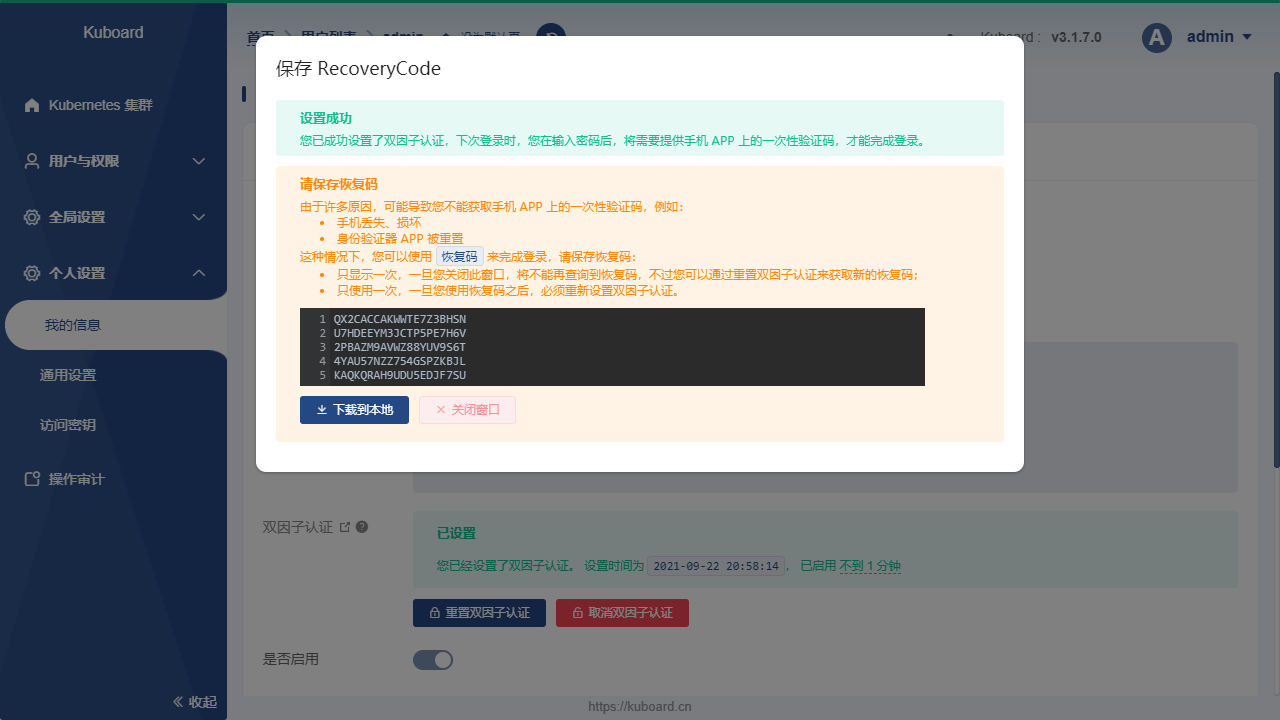 Kuboard
Kubernetes 集群
用户与权限
全局设置
个人设置
我的信息
通用设置
访问密钥
操作审计
收起
首页
用户列表
admin
Kuboard :
v3.1.7.0
A
admin
保存 RecoveryCode
设置成功
您已成功设置了双因子认证，下次登录时，您在输入密码后，将需要提供手机 APP 上的一次性验证码，才能完成登录。
请保存恢复码
由于许多原因，可能导致您不能获取手机 APP 上的一次性验证码，例如：
手机丢失、损坏
身份验证器 APP 被重置
这种情况下，您可以使用 恢复码 来完成登录，请保存恢复码：
只显示一次，一旦您关闭此窗口，将不能再查询到恢复码，不过您可以通过重置双因子认证来获取新的恢复码；
只使用一次，一旦您使用恢复码之后，必须重新设置双因子认证。
1 QX2CACCAKWWTE7Z3BHSN
2 U7HDEEYM3JCTP5PE7H6V
3 2PBAZM9AVWZ88YUV9S6T
4 4YAU57NZZ754GSPZKBJL
5 KAQKQRAH9UDU5EDJF7SU
下载到本地
关闭窗口
双因子认证
已设置
您已经设置了双因子认证。 设置时间为 2021-09-22 20:58:14， 已启用 不到 1 分钟
重置双因子认证
取消双因子认证
是否启用
https://kuboard.cn